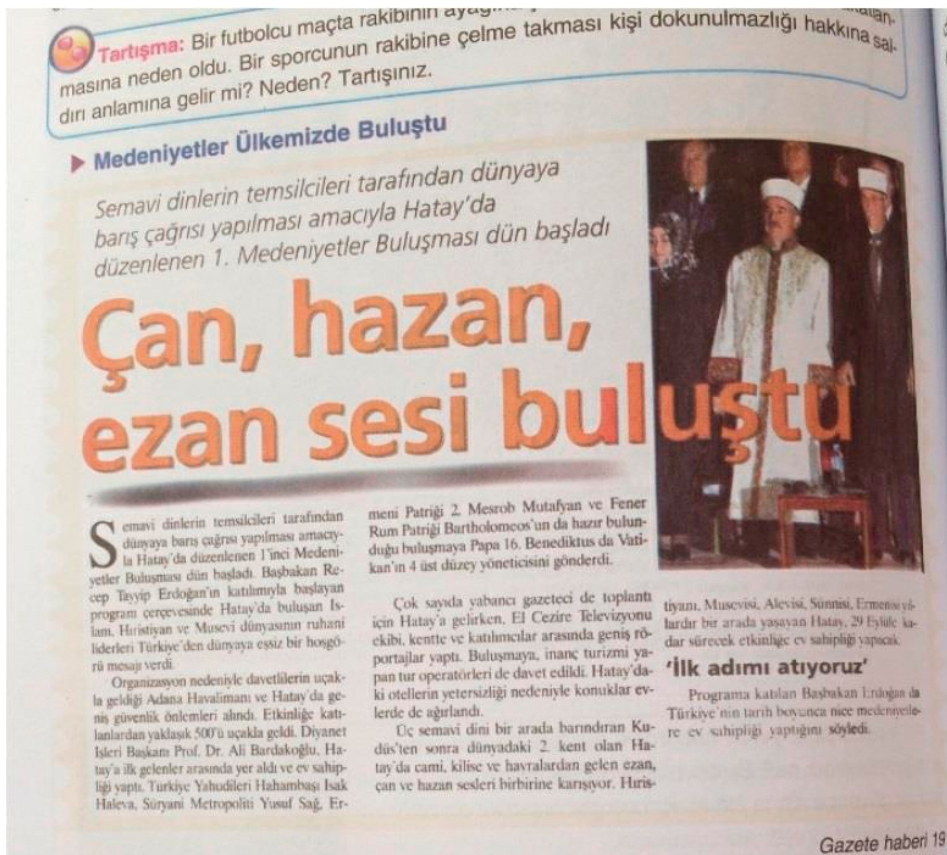 Tartışma: Bir futbolcu maçta rakibinin
masına neden oldu. Bir sporcunun rakibine çelme takması kişi dokunulmazlığı hakkına sal-
dırı anlamına gelir mi? Neden? Tartışınız.
Medeniyetler Ülkemizde Buluştu
Semavi dinlerin temsilcileri tarafından dünyaya
barış çağrısı yapılması amacıyla Hatay'da
düzenlenen 1. Medeniyetler Buluşması dün başladı
Çan, hazan,
ezan sesi buluştu
Semavi dinlerin temsilcileri tarafından
dünyaya barış çağrısı yapılması amacıy-
la Hatay'da düzenlenen 1'inci Medeni-
yetler Buluşması dün başladı. Başbakan Re-
cep Tayyip Erdoğan'ın katılımıyla başlayan
program çerçevesinde Hatay'da buluşan İs-
lam, Hıristiyan ve Musevi dünyasının ruhani
liderleri Türkiye'den dünyaya eşsiz bir hoşgö-
rü mesajı verdi.
Organizasyon nedeniyle davetlilerin uçak-
la geldiği Adana Havalimanı ve Hatay'da ge-
niş güvenlik önlemleri alındı. Etkinliğe katı-
lanlardan yaklaşık 500'ü uçakla geldi. Diyanet
İşleri Başkanı Prof. Dr. Ali Bardakoğlu, Ha-
tay'a ilk gelenler arasında yer aldı ve ev sahip-
liği yaptı. Türkiye Yahudileri Hahambaşı İsak
Haleva, Süryani Metropoliti Yusuf Sağ, Er-
meni Patriği 2. Mesrob Mutafyan ve Fener
Rum Patriği Bartholomeos'un da hazır bulun-
duğu buluşmaya Papa 16. Benediktus da Vati-
kan'ın 4 üst düzey yöneticisini gönderdi.
Çok sayıda yabancı gazeteci de toplantı
için Hatay'a gelirken, El Cezire Televizyonu
ekibi, kentte ve katılımcılar arasında geniş rö-
portajlar yaptı. Buluşmaya, inanç turizmi ya-
pan tur operatörleri de davet edildi. Hatay'da-
ki otellerin yetersizliği nedeniyle konuklar ev-
lerde de ağırlandı.
Üç semavi dini bir arada barındıran Ku-
düs'ten sonra dünyadaki 2. kent olan Ha-
tay'da cami, kilise ve havralardan gelen ezan,
çan ve hazan sesleri birbirine karışıyor. Hıris-
tiyanı, Musevisi, Alevisi, Sünnisi, Ermenisi yıl-
lardır bir arada yaşayan Hatay, 29 Eylüle ka-
dar sürecek etkinliğe ev sahipliği yapacak.
'İlk adımı atıyoruz'
Programa katılan Başbakan Erdoğan da
Türkiye'nin tarih boyunca nice medeniyetle-
re ev sahipliği yaptığını söyledi.
Gazete haberi 19